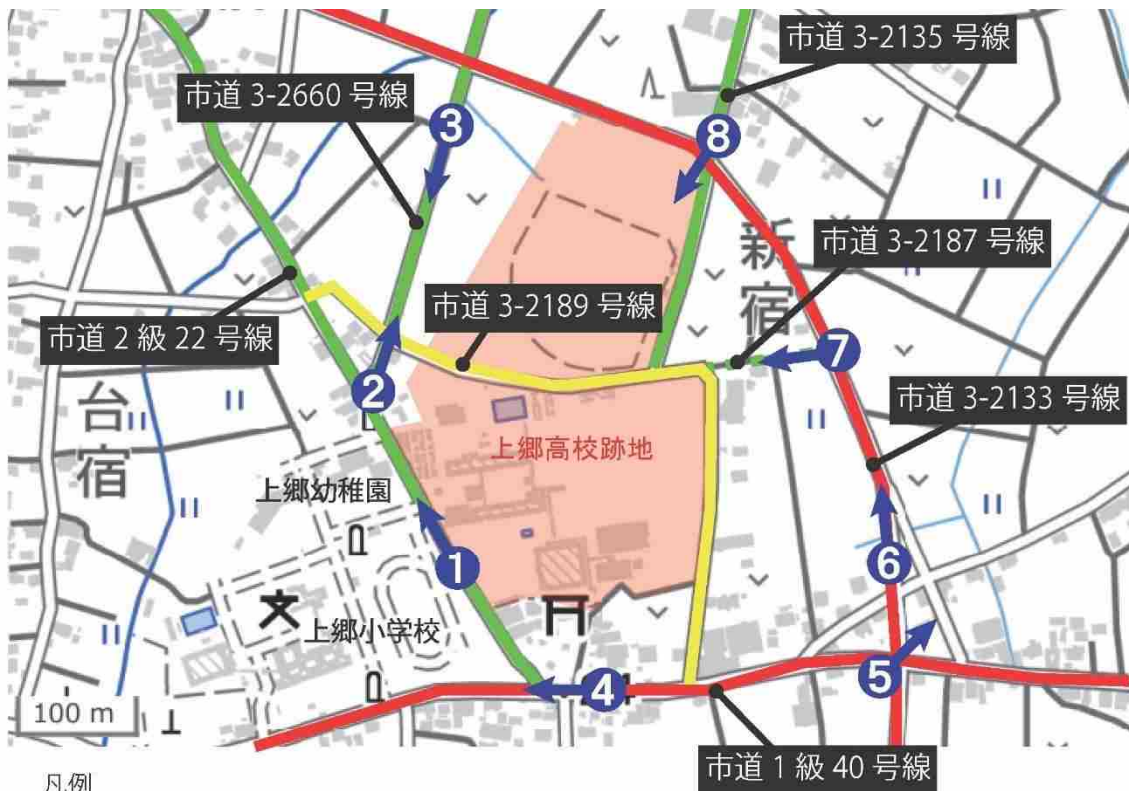 市道 3-2135 号線
市道 3-2660 号線
3
8
新宿
市道 3-2187 号線
市道 3-2189 号線
市道 2 級 22 号線
7
2
市道 3-2133 号線
台宿
上郷高校跡地
上郷幼稚園
1
6
上郷小学校
5
4
100 m
市道 1 級 40 号線
凡例